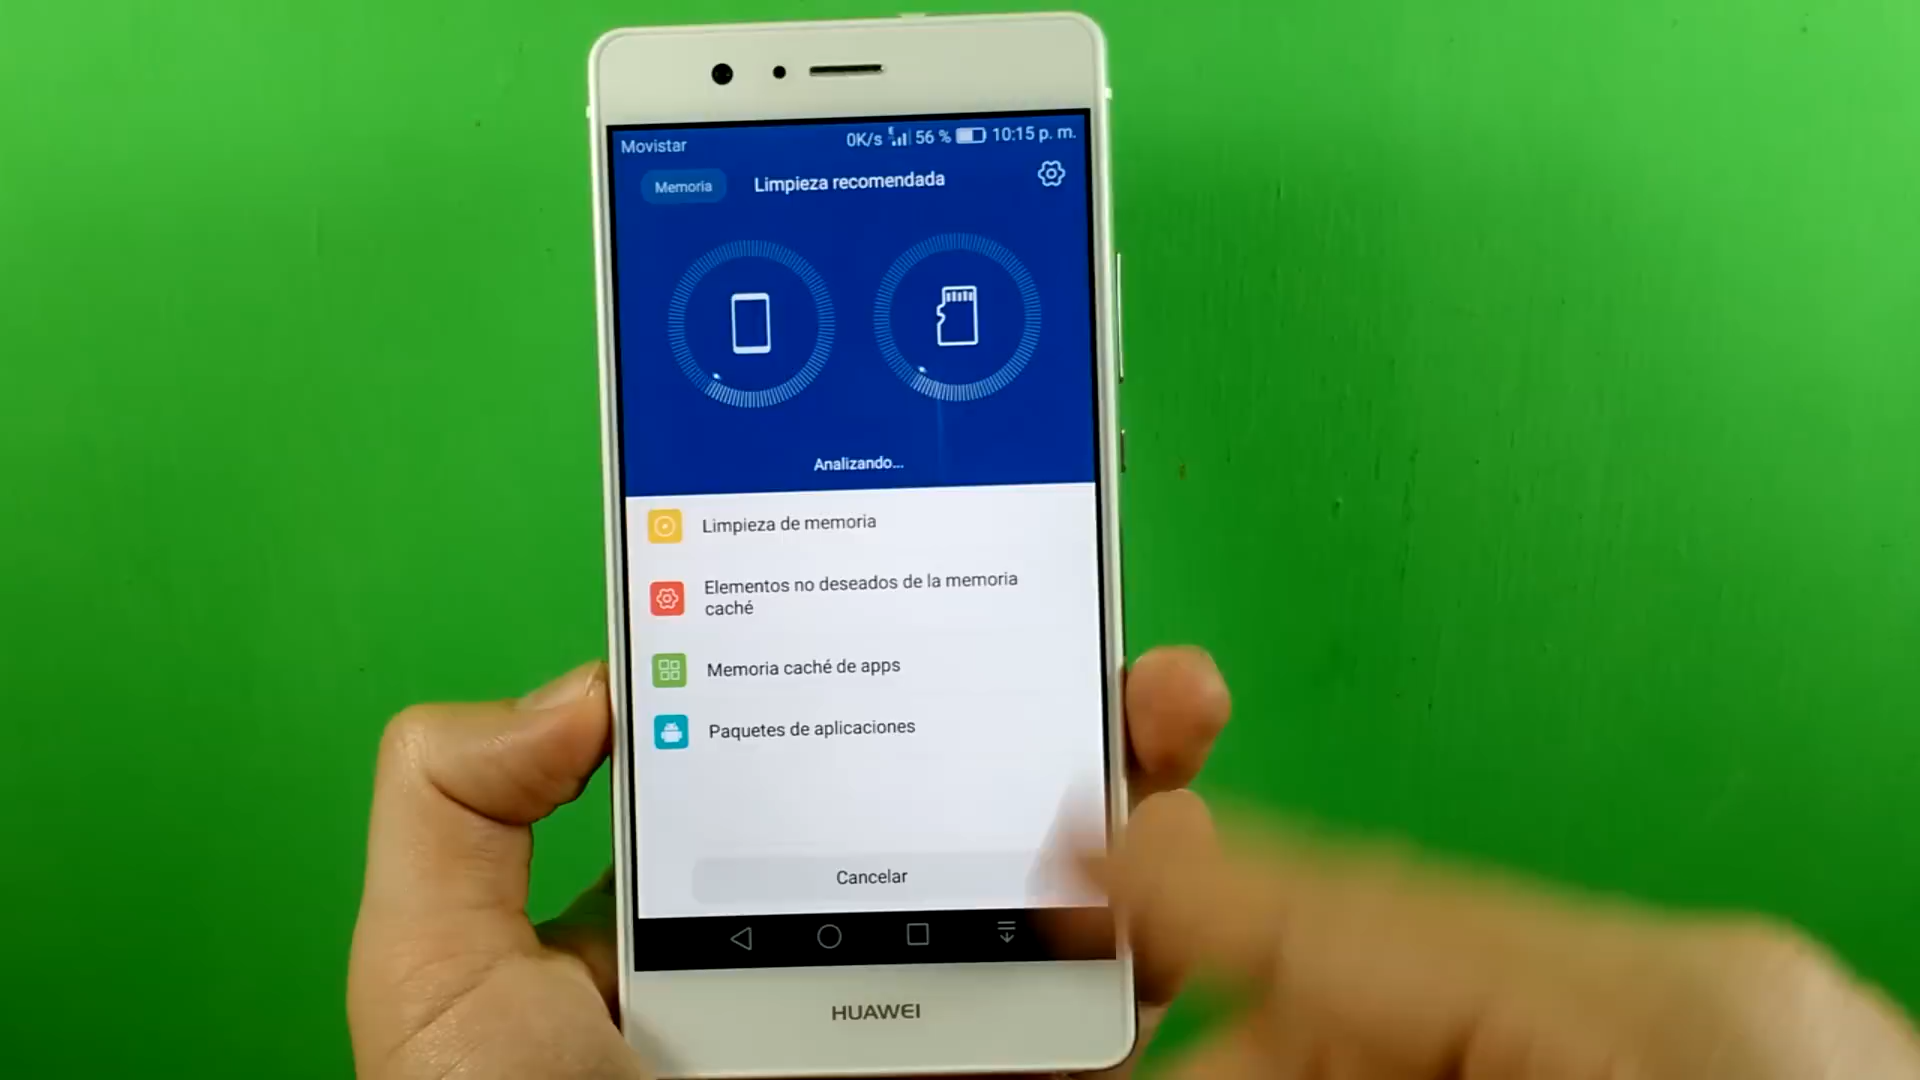 Movistar 0K/s 56 % 10:15 p. m.
Memoria Limpieza recomendada
Analizando...
Limpieza de memoria
Elementos no deseados de la memoria
caché
Memoria caché de apps
Paquetes de aplicaciones
Cancelar
HUAWEI